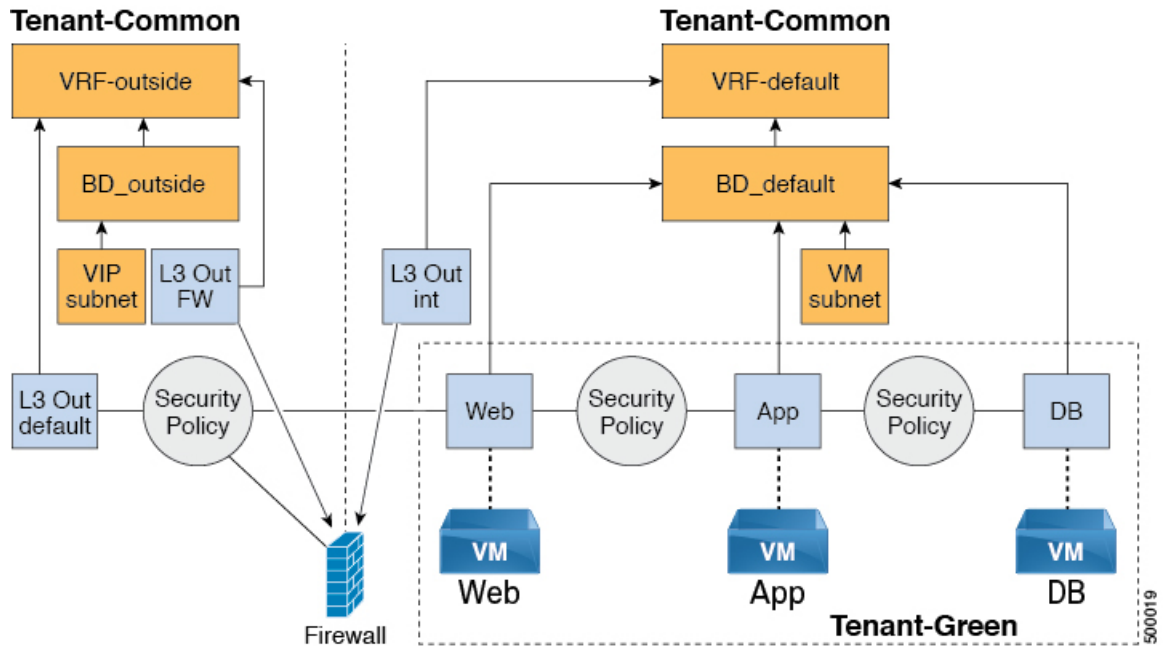 Tenant-Common
Tenant-Common
VRF-outside
VRF-default
BD_outside
BD_default
VIP
subnet
L3 Out
FW
L3 Out
int
VM
subnet
L3 Out
default
Security
Policy
Web
Security
Policy
App
Security
Policy
DB
VM
VM
VM
Web
App
DB
Firewall
Tenant-Green
500019